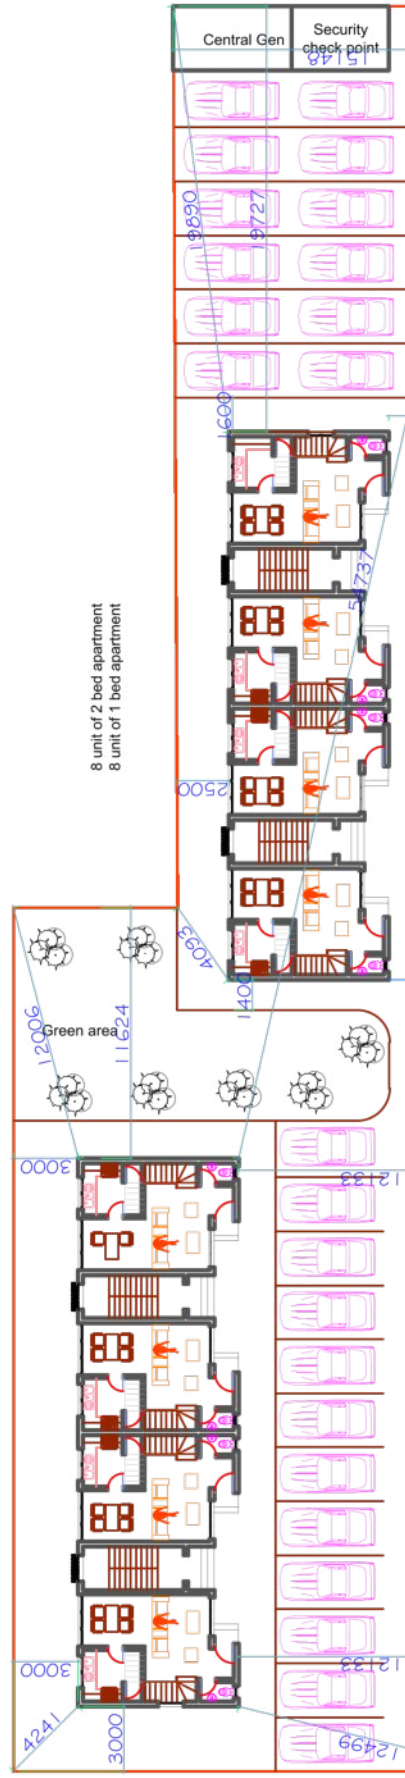 Central Gen
Security
check point
15148
19890
19727
1600
54737
8 unit of 2 bed apartment
8 unit of 1 bed apartment
2500
4093
1400
12006
11624
Green area
3000
12133
3000
12133
4241
3000
12499